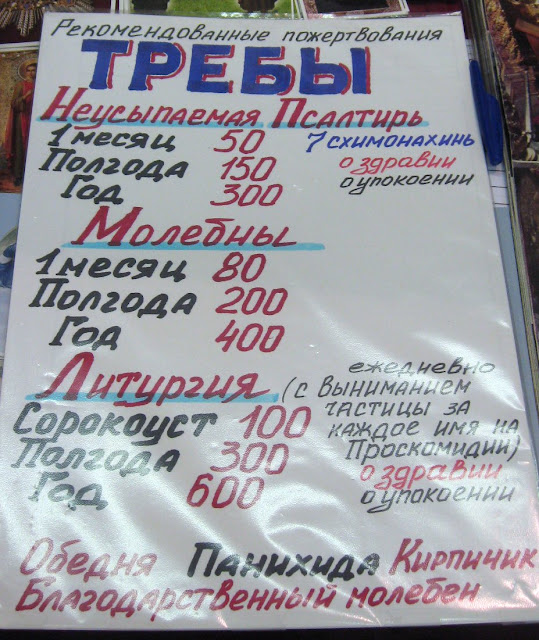 Рекомендованные пожертвования
ТРЕБЫ
Неусыпаемая Псалтирь
1 месяц 50 7 схимонахинь
Полгода 150 о здравии
Год 300 о упокоении
Молебны
1 месяц 80
Полгода 200
Год 400
Литургия ежедневно
(с выниманием
Сорокоуст 100 частицы за
каждое имя на
Полгода 300 Проскомидии)
о здравии
Год 600 о упокоении
Обедня Панихида Кирпичик
Благодарственный молебен